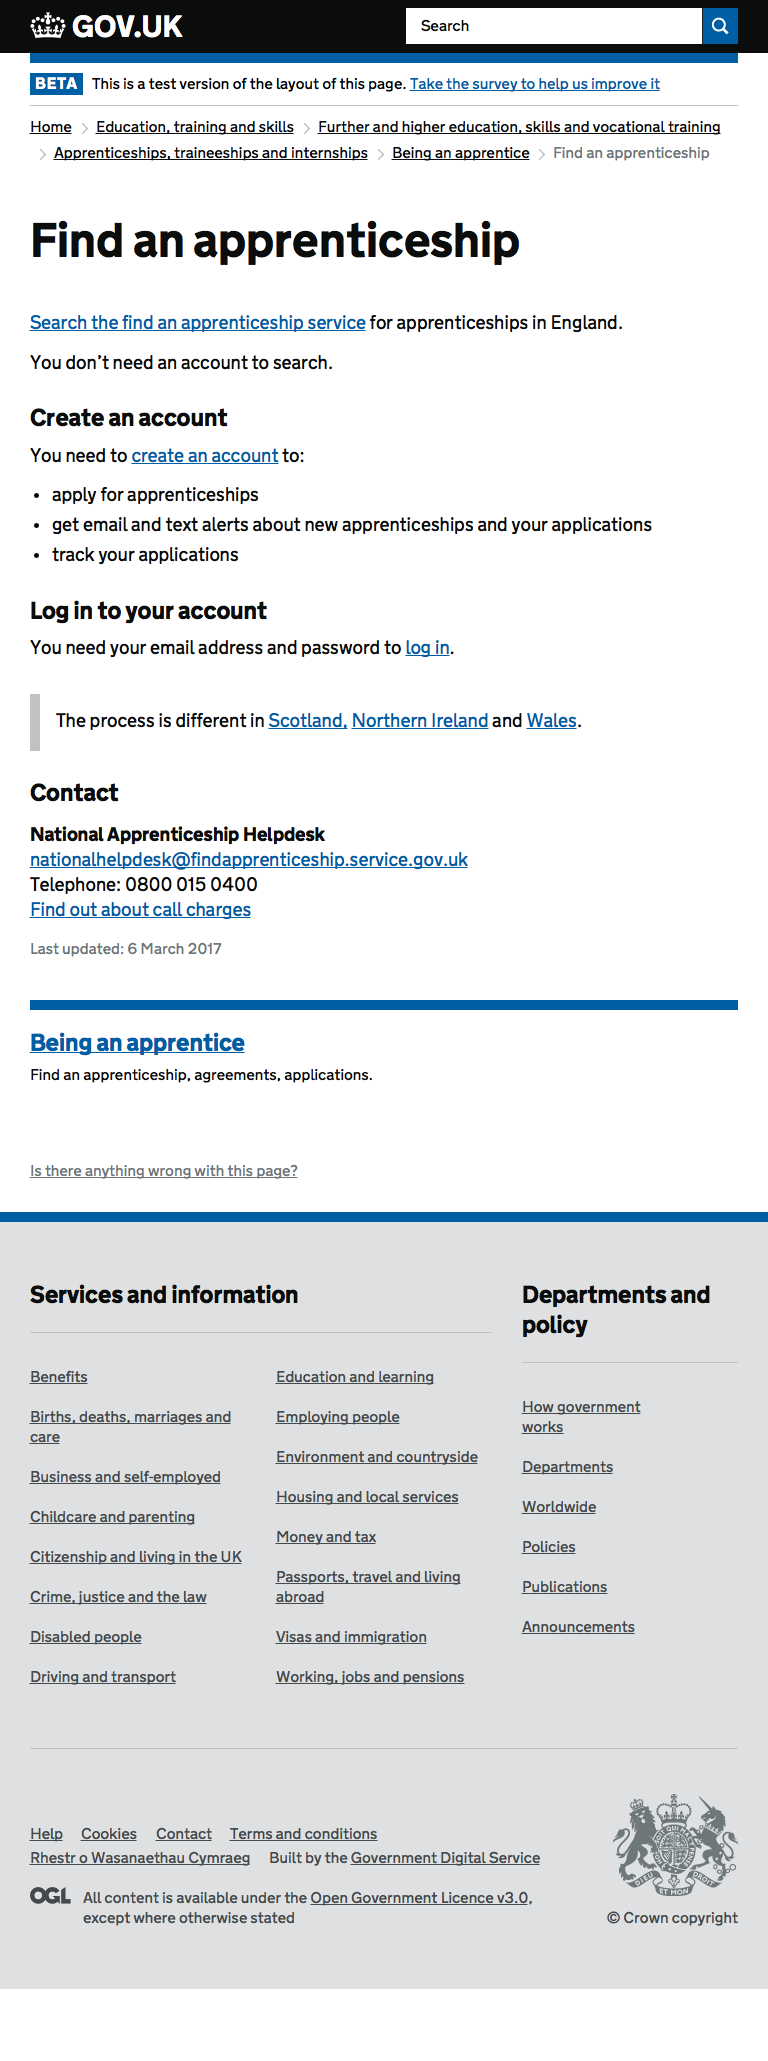 GOV.UK
Search
BETA This is a test version of the layout of this page. Take the survey to help us improve it
Home Education, training and skills Further and higher education, skills and vocational training
Apprenticeships, traineeships and internships Being an apprentice Find an apprenticeship
Find an apprenticeship
Search the find an apprenticeship service for apprenticeships in England.
You don’t need an account to search.
Create an account
You need to create an account to:
• apply for apprenticeships
• get email and text alerts about new apprenticeships and your applications
• track your applications
Log in to your account
You need your email address and password to log in.
The process is different in Scotland, Northern Ireland and Wales.
Contact
National Apprenticeship Helpdesk
nationalhelpdesk@findapprenticeship.service.gov.uk
Telephone: 0800 015 0400
Find out about call charges
Last updated: 6 March 2017
Being an apprentice
Find an apprenticeship, agreements, applications.
Is there anything wrong with this page?
Services and information
Benefits
Births, deaths, marriages and
care
Business and self-employed
Childcare and parenting
Citizenship and living in the UK
Crime, justice and the law
Disabled people
Driving and transport
Education and learning
Employing people
Environment and countryside
Housing and local services
Money and tax
Passports, travel and living
abroad
Visas and immigration
Working, jobs and pensions
Departments and
policy
How government
works
Departments
Worldwide
Policies
Publications
Announcements
Help Cookies Contact Terms and conditions
Rhestr o Wasanaethau Cymraeg Built by the Government Digital Service
OGL All content is available under the Open Government Licence v3.0,
except where otherwise stated
DIEU ET MON DROIT
© Crown copyright